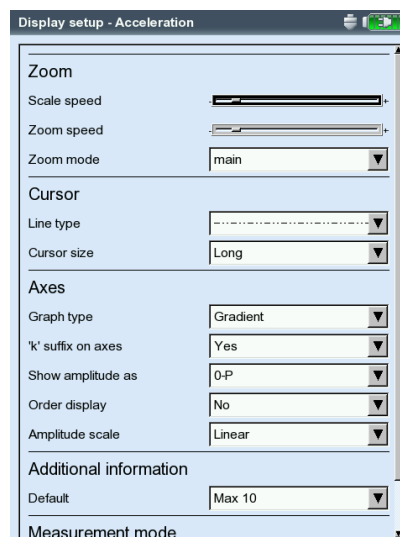 Display setup - Acceleration
Zoom
Scale speed - +
Zoom speed - +
Zoom mode main
Cursor
Line type
Cursor size Long
Axes
Graph type Gradient
'k' suffix on axes Yes
Show amplitude as 0-P
Order display No
Amplitude scale Linear
Additional information
Default Max 10
Measurement mode